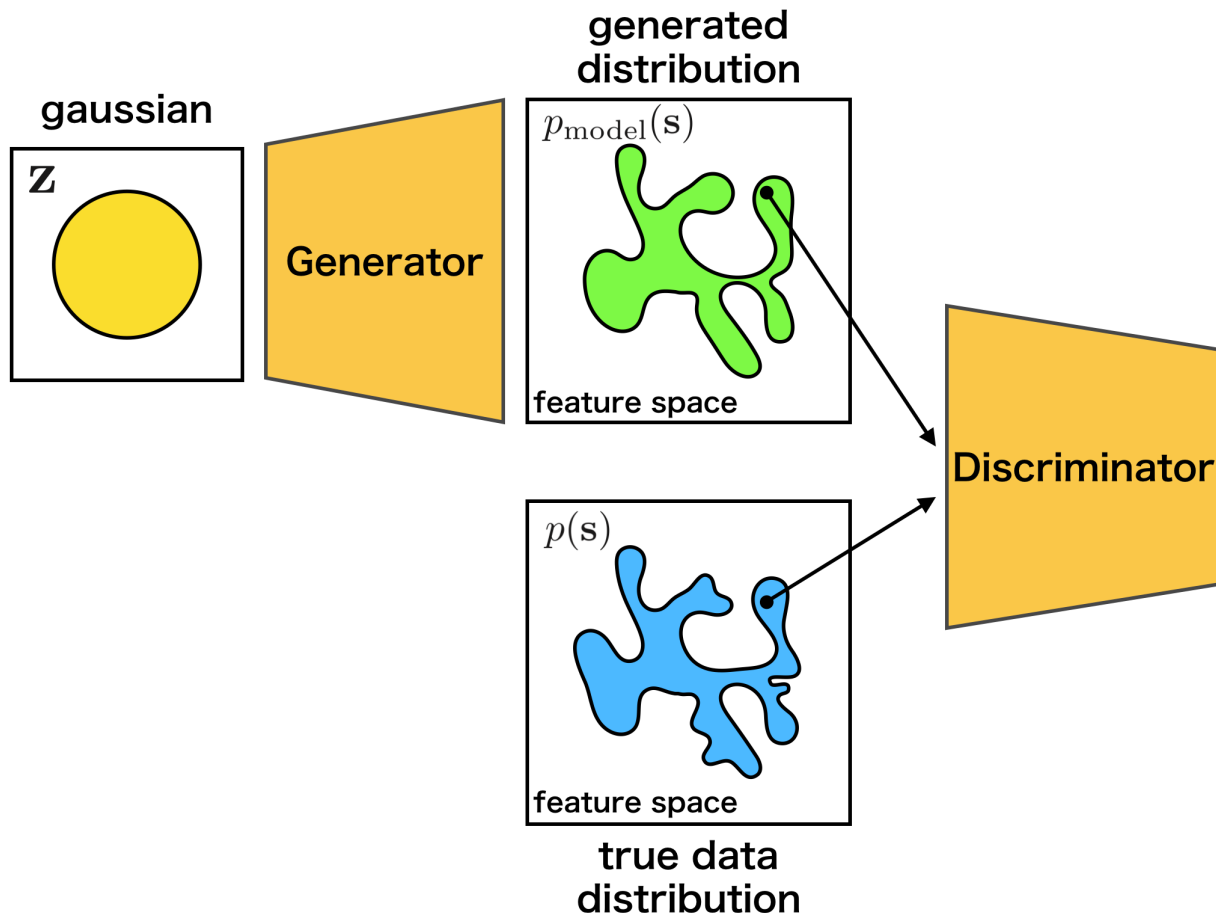 gaussian
z
Generator
generated
distribution
p_model(s)
feature space
p(s)
feature space
true data
distribution
Discriminator